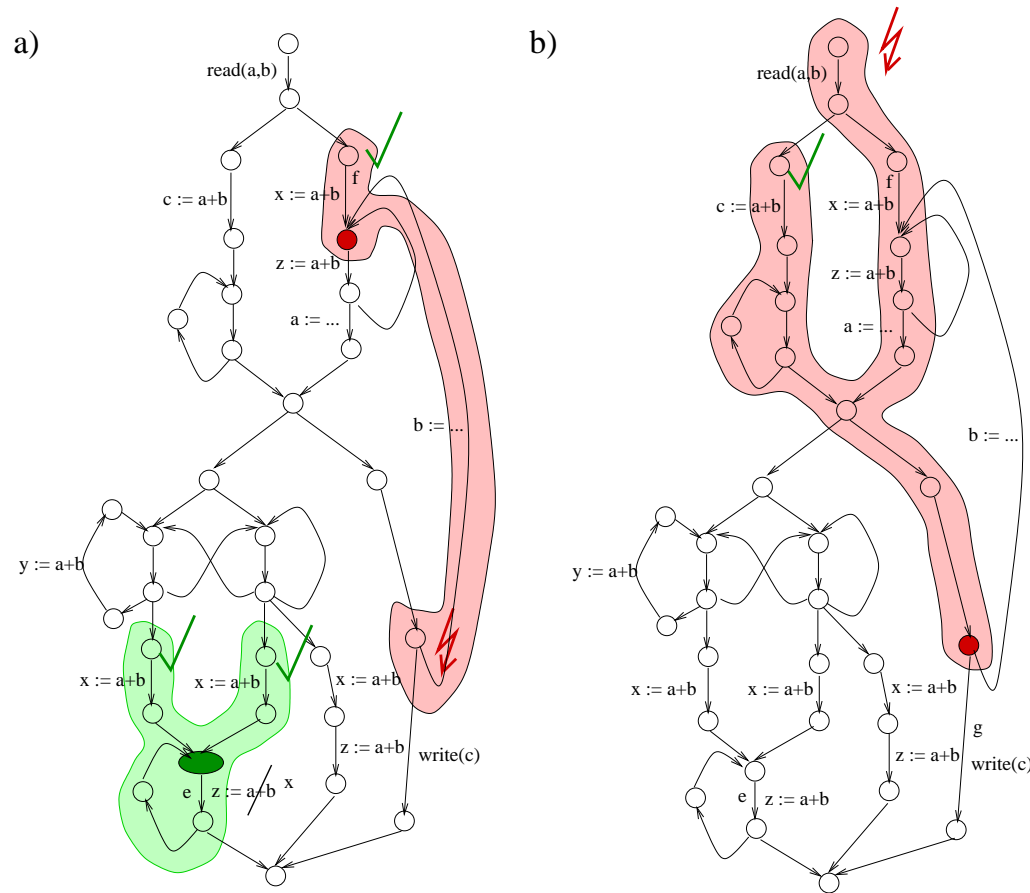 a)
read(a,b)
f
c := a+b
x := a+b
z := a+b
a := ...
b := ...
y := a+b
x := a+b
x := a+b
x := a+b
z := a+b
write(c)
e
z := a+b
x
b)
read(a,b)
f
c := a+b
x := a+b
z := a+b
a := ...
b := ...
y := a+b
x := a+b
x := a+b
x := a+b
g
z := a+b
write(c)
e
z := a+b